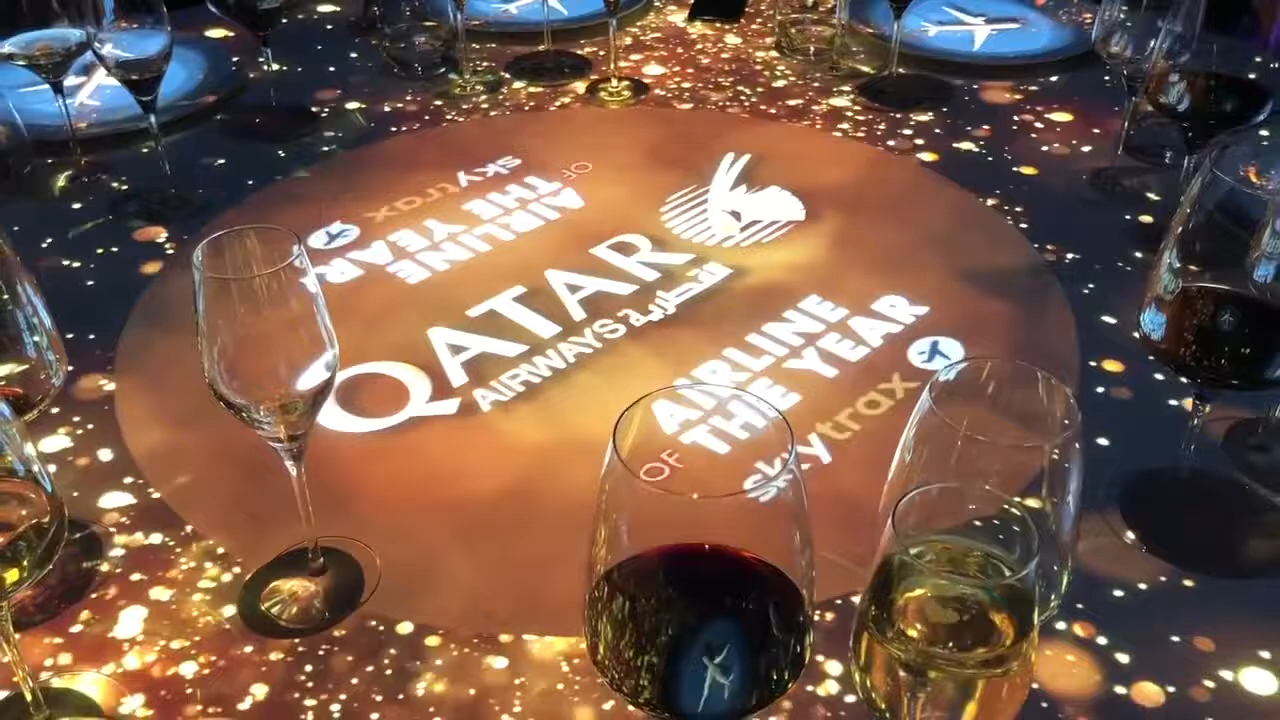 skytrax
OF
AIRLINE
THE YEAR
QATAR
AIRWAYS القطرية
AIRLINE
OF THE YEAR
skytrax